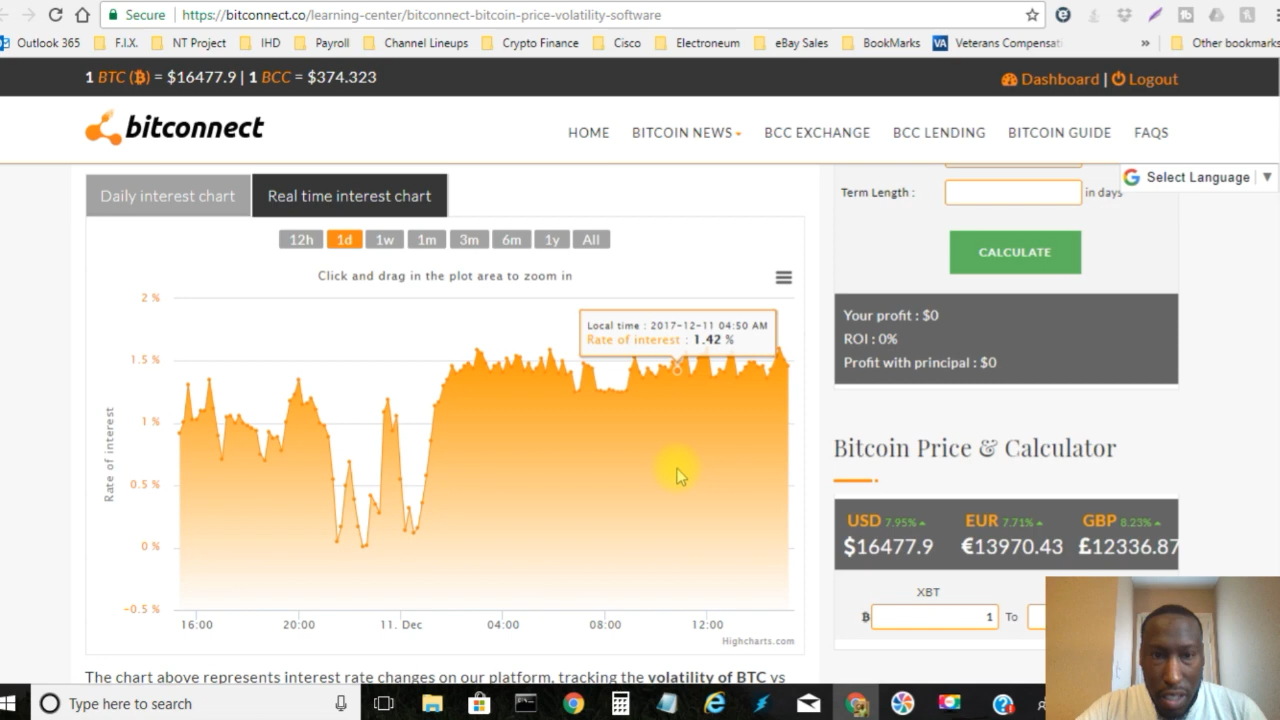 Secure https://bitconnect.co/learning-center/bitconnect-bitcoin-price-volatility-software
Outlook 365 F.I.X. NT Project IHD Payroll Channel Lineups Crypto Finance Cisco Electroneum eBay Sales BookMarks VA Veterans Compensati » Other bookmarks
1 BTC (₿) = $16477.9 | 1 BCC = $374.323
Dashboard | Logout
bitconnect
HOME BITCOIN NEWS BCC EXCHANGE BCC LENDING BITCOIN GUIDE FAQS
Select Language ▼
Daily interest chart Real time interest chart
12h 1d 1w 1m 3m 6m 1y All
Click and drag in the plot area to zoom in
2 %
1.5 %
1 %
0.5 %
0 %
-0.5 %
Rate of interest
Local time : 2017-12-11 04:50 AM
Rate of interest : 1.42 %
16:00 20:00 11. Dec 04:00 08:00 12:00
Highcharts.com
The chart above represents interest rate changes on our platform, tracking the volatility of BTC vs
Term Length : in days
CALCULATE
Your profit : $0
ROI : 0%
Profit with principal : $0
Bitcoin Price & Calculator
USD 7.95% EUR 7.71% GBP 8.23%
$16477.9 €13970.43 £12336.87
XBT
₿ 1 To
Type here to search